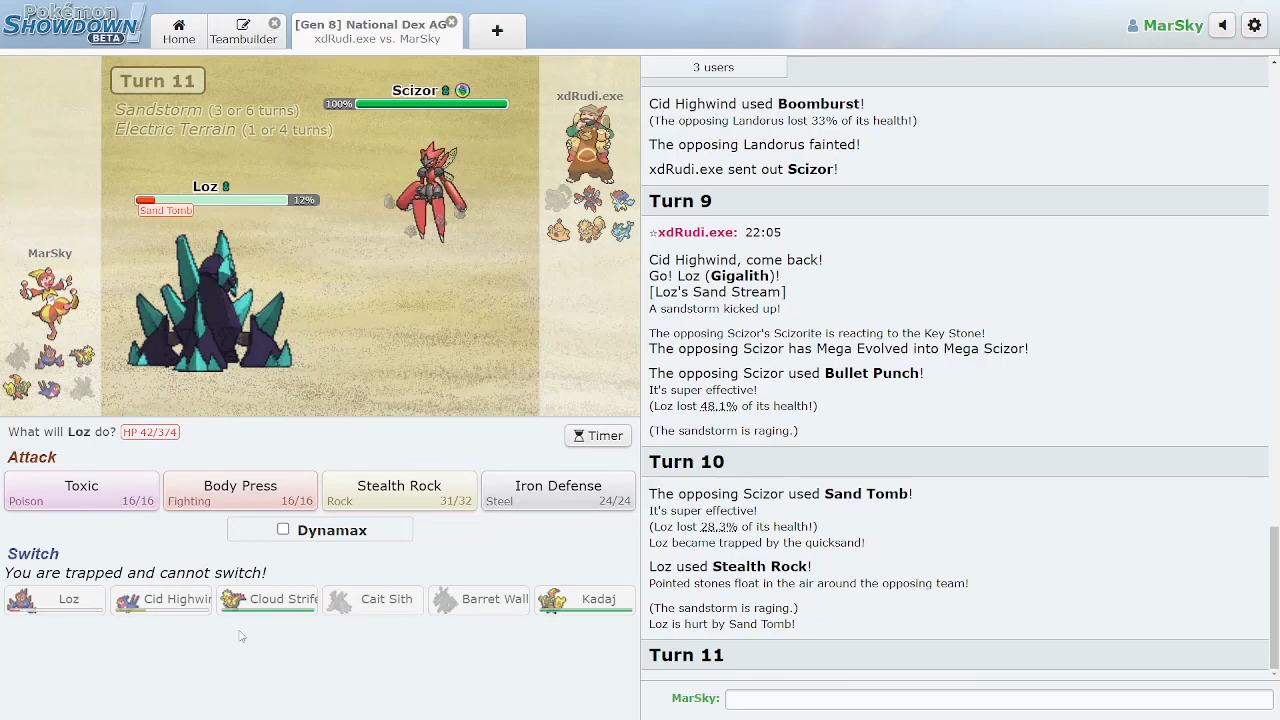 Pokémon
SHOWDOWN!
BETA
Home
Teambuilder
[Gen 8] National Dex AG
xdRudi.exe vs. MarSky
+
MarSky
Turn 11
Sandstorm (3 or 6 turns)
Electric Terrain (1 or 4 turns)
Scizor
100%
xdRudi.exe
Loz
12%
Sand Tomb
MarSky
What will Loz do? HP 42/374
Timer
Attack
Toxic
Poison 16/16
Body Press
Fighting 16/16
Stealth Rock
Rock 31/32
Iron Defense
Steel 24/24
Dynamax
Switch
You are trapped and cannot switch!
Loz
Cid Highwir
Cloud Strife
Cait Sith
Barret Wall
Kadaj
3 users
Cid Highwind used Boomburst!
(The opposing Landorus lost 33% of its health!)
The opposing Landorus fainted!
xdRudi.exe sent out Scizor!
Turn 9
☆xdRudi.exe: 22:05
Cid Highwind, come back!
Go! Loz (Gigalith)!
[Loz's Sand Stream]
A sandstorm kicked up!
The opposing Scizor's Scizorite is reacting to the Key Stone!
The opposing Scizor has Mega Evolved into Mega Scizor!
The opposing Scizor used Bullet Punch!
It's super effective!
(Loz lost 48.1% of its health!)
(The sandstorm is raging.)
Turn 10
The opposing Scizor used Sand Tomb!
It's super effective!
(Loz lost 28.3% of its health!)
Loz became trapped by the quicksand!
Loz used Stealth Rock!
Pointed stones float in the air around the opposing team!
(The sandstorm is raging.)
Loz is hurt by Sand Tomb!
Turn 11
MarSky: